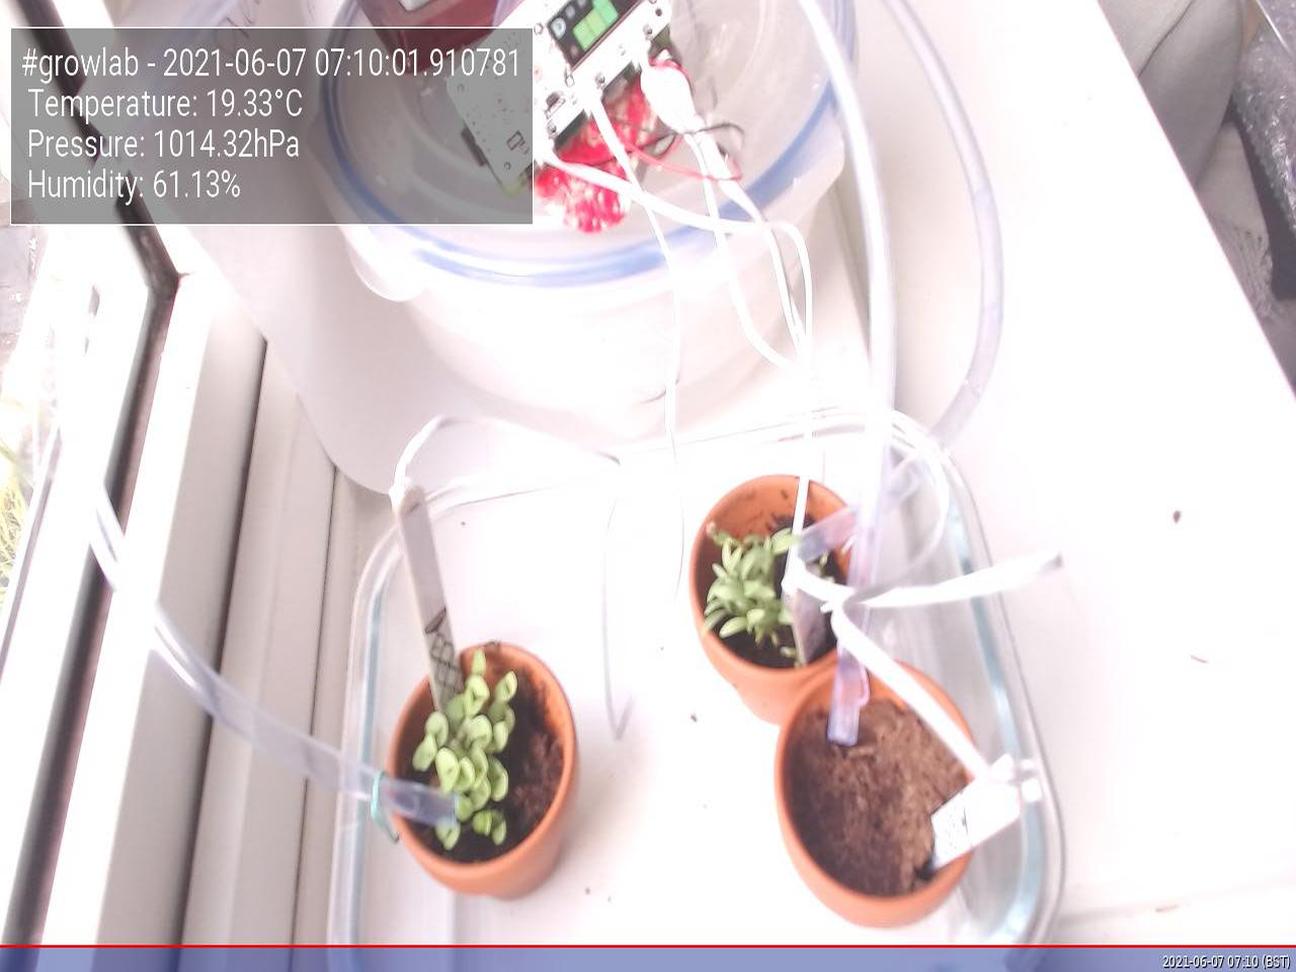 #growlab - 2021-06-07 07:10:01.910781
Temperature: 19.33°C
Pressure: 1014.32hPa
Humidity: 61.13%
2021-06-07 07:10 (BST)